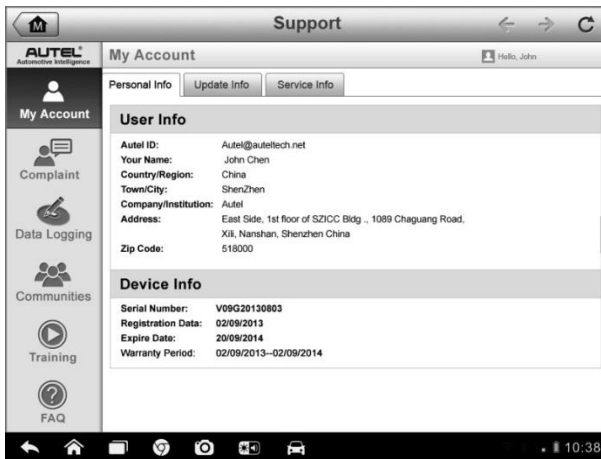 M
Support
AUTEL
Automotive Intelligence
My Account
Hello, John
Personal Info
Update Info
Service Info
My Account
User Info
Autel ID: Autel@auteltech.net
Your Name: John Chen
Country/Region: China
Town/City: ShenZhen
Company/Institution: Autel
Address: East Side, 1st floor of SZICC Bldg ., 1089 Chaguang Road,
Xili, Nanshan, Shenzhen China
Zip Code: 518000
Complaint
Data Logging
Communities
Training
FAQ
Device Info
Serial Number: V09G20130803
Registration Data: 02/09/2013
Expire Date: 20/09/2014
Warranty Period: 02/09/2013--02/09/2014
10:38